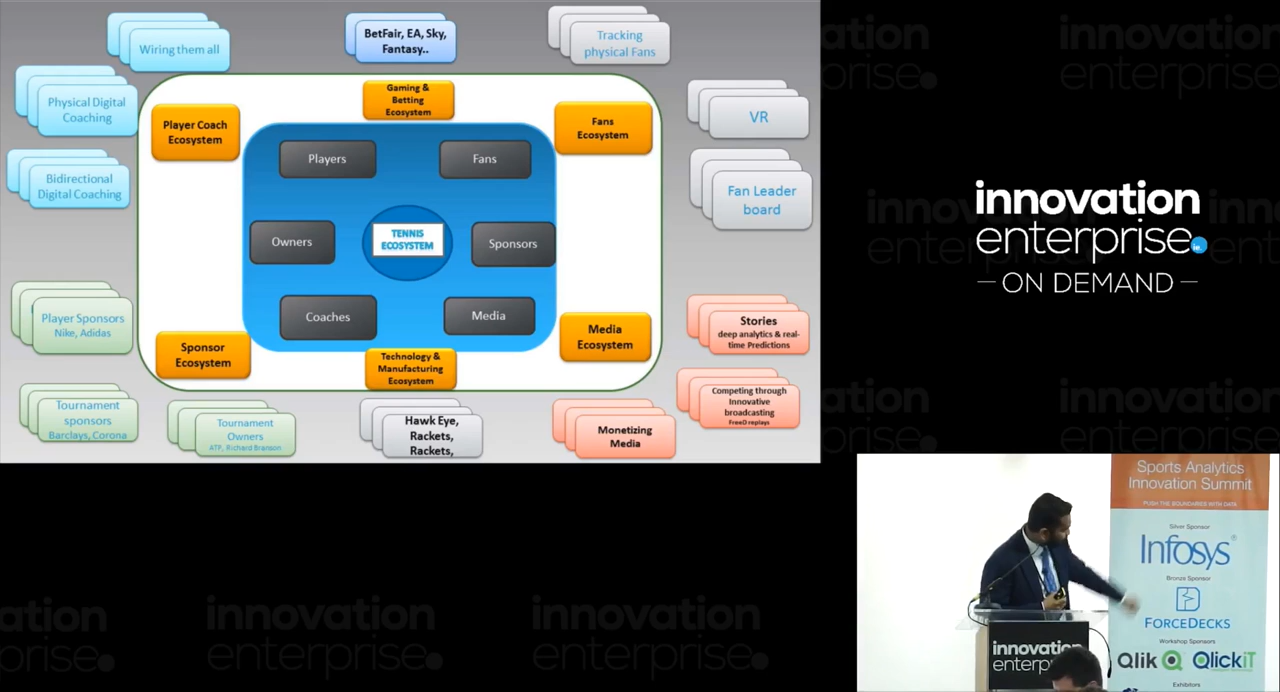 Wiring them all
BetFair, EA, Sky,
Fantasy..
Tracking
physical Fans
Physical Digital
Coaching
Player Coach
Ecosystem
Gaming &
Betting
Ecosystem
Fans
Ecosystem
VR
Bidirectional
Digital Coaching
Players
Fans
Fan Leader
board
Owners
TENNIS
ECOSYSTEM
Sponsors
Coaches
Media
Player Sponsors
Nike, Adidas
Sponsor
Ecosystem
Technology &
Manufacturing
Ecosystem
Media
Ecosystem
Stories
deep analytics & real-
time Predictions
Tournament
sponsors
Barclays, Corona
Tournament
Owners
ATP, Richard Branson
Hawk Eye,
Rackets,
Rackets,
Monetizing
Media
Competing through
Innovative
broadcasting
FreeD replays
innovation
enterprise.
ie.
ON DEMAND
Sports Analytics
Innovation Summit
PUSH THE BOUNDARIES WITH DATA
Silver Sponsor
Infosys®
Bronze Sponsor
FORCEDECKS
Workshop Sponsors
Qlik Q QlickiT
Exhibitors
innovation
enterprise
ation
rise.
innovation
enterprise.
innovation
enterprise.